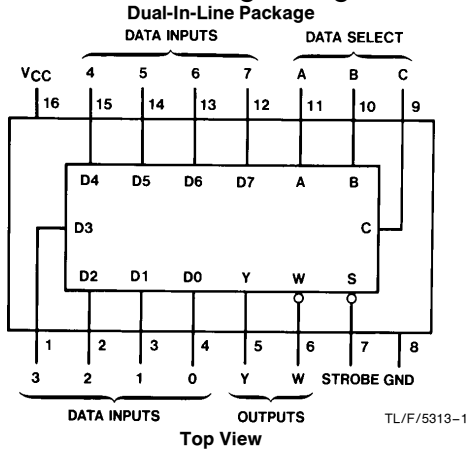 Dual-In-Line Package
DATA INPUTS DATA SELECT
VCC 4 5 6 7 A B C
16 15 14 13 12 11 10 9
D4 D5 D6 D7 A B
D3 C
D2 D1 D0 Y W S
1 2 3 4 5 6 7 8
3 2 1 0 Y W STROBE GND
DATA INPUTS OUTPUTS TL/F/5313–1
Top View